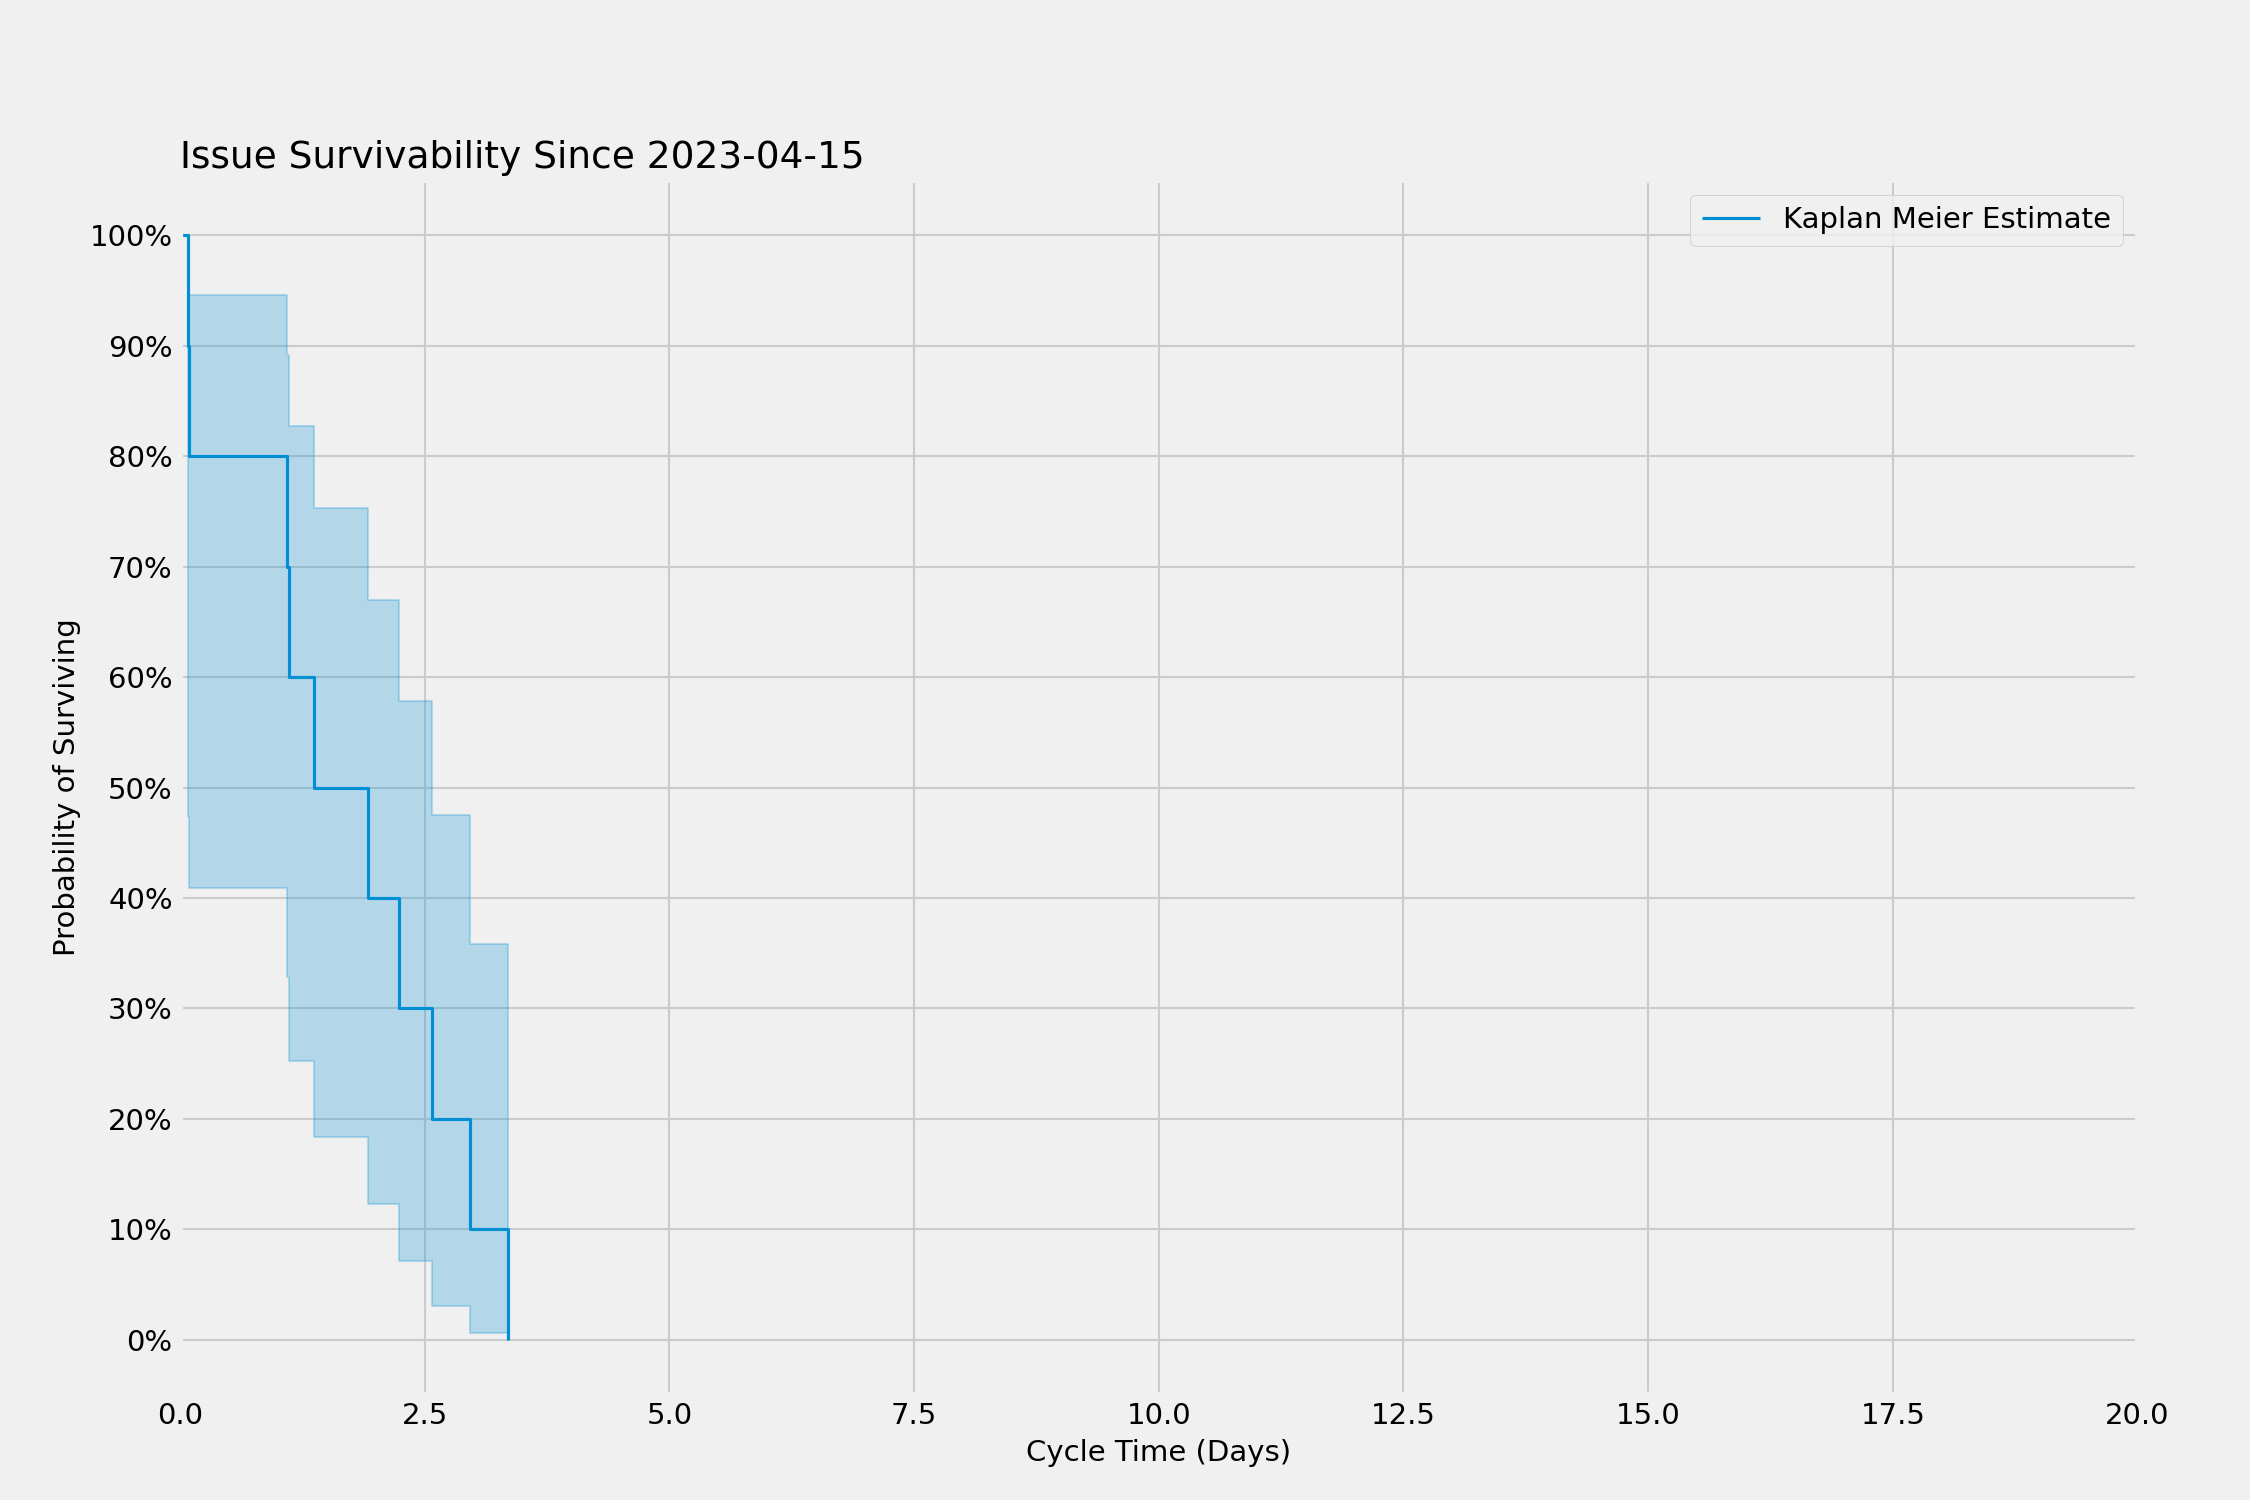 Issue Survivability Since 2023-04-15
Kaplan Meier Estimate
100%
90%
80%
70%
60%
50%
40%
30%
20%
10%
0%
Probability of Surviving
0.0 2.5 5.0 7.5 10.0 12.5 15.0 17.5 20.0
Cycle Time (Days)